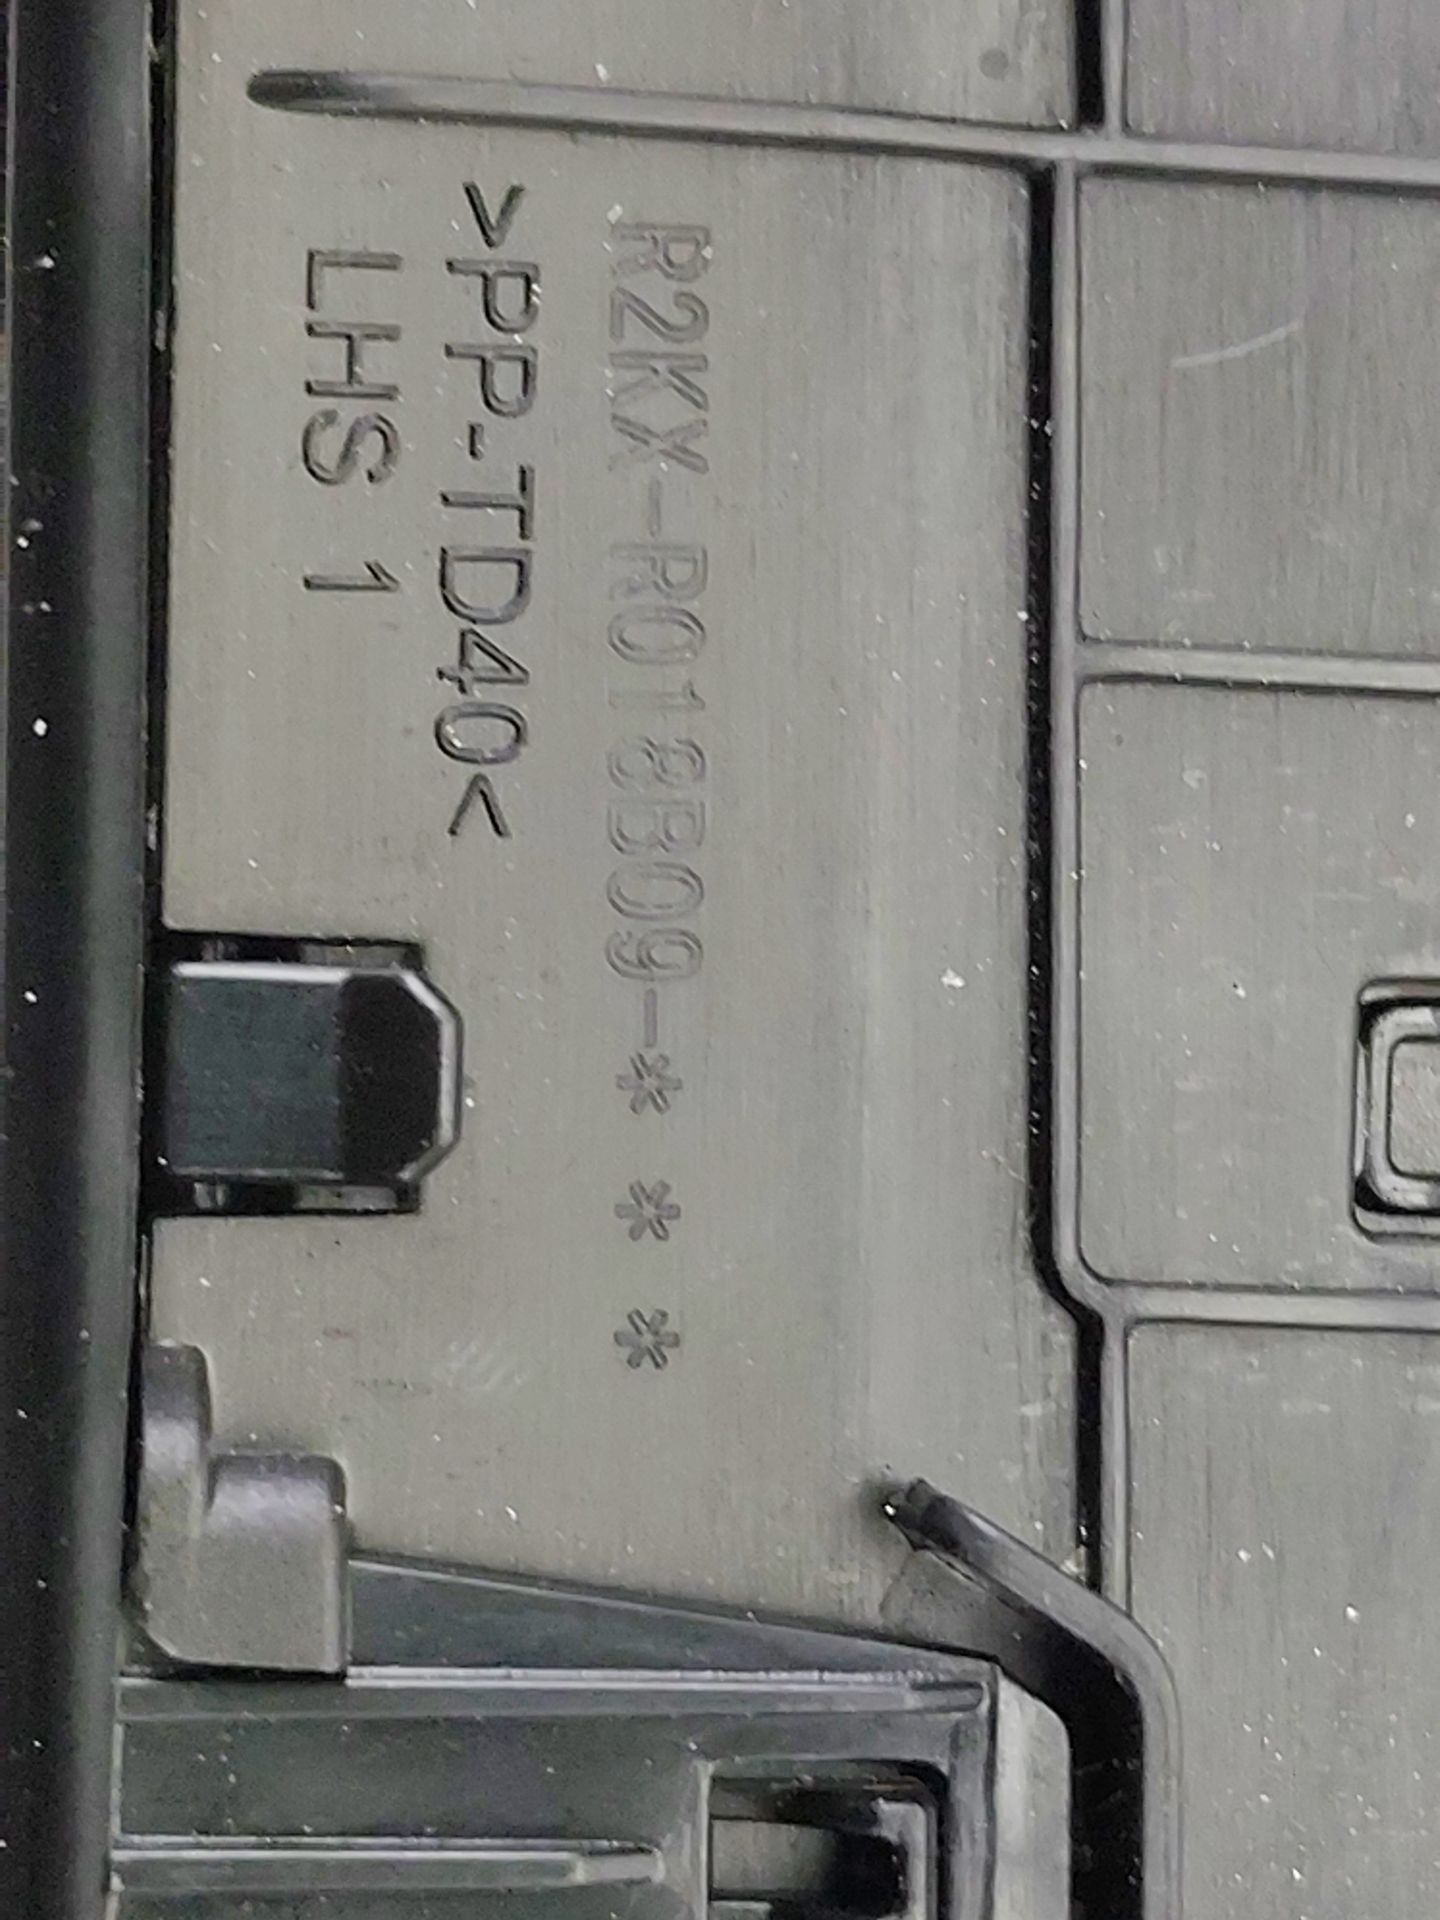 R2KX-R018B09-***
>PP-TD40<
LHS 1